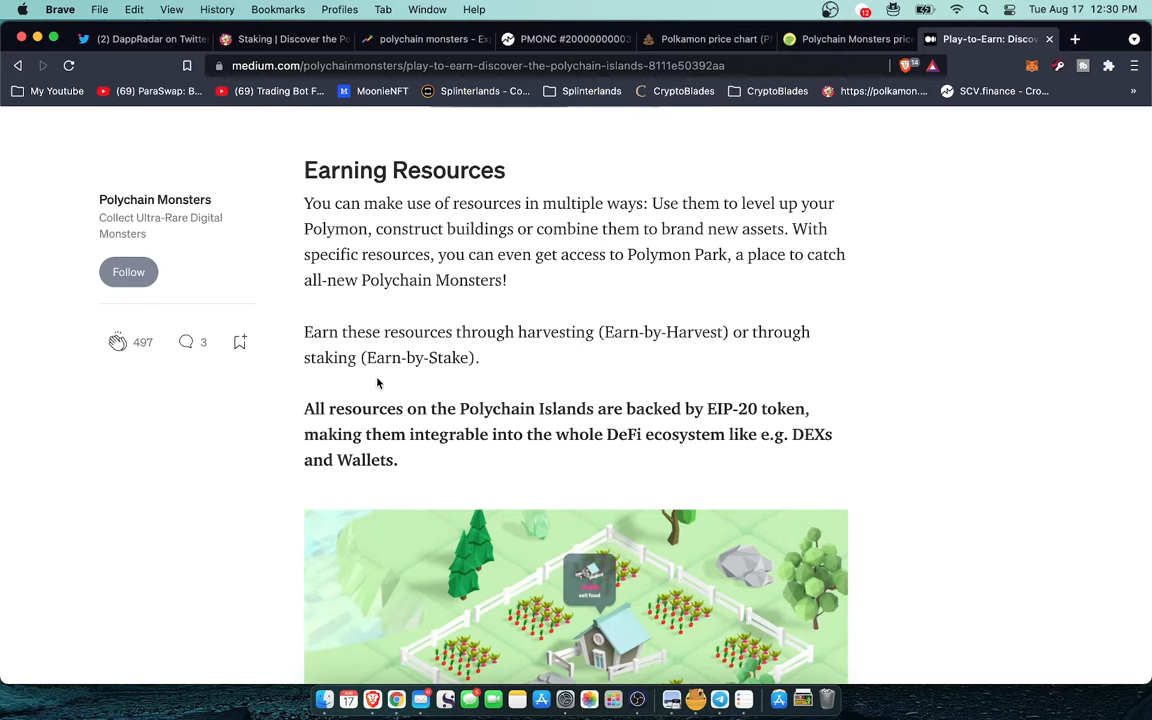 Brave File Edit View History Bookmarks Profiles Tab Window Help 12 Tue Aug 17 12:30 PM
(2) DappRadar on Twitte Staking | Discover the Po polychain monsters - Ex PMONC #20000000003 Polkamon price chart (P Polychain Monsters pric Play-to-Earn: Discov
medium.com/polychainmonsters/play-to-earn-discover-the-polychain-islands-8111e50392aa 14
My Youtube (69) ParaSwap: B... (69) Trading Bot F... MoonieNFT Splinterlands - Co... Splinterlands CryptoBlades CryptoBlades https://polkamon.... SCV.finance - Cro... »
Earning Resources
Polychain Monsters
Collect Ultra-Rare Digital
Monsters
Follow
497 3
You can make use of resources in multiple ways: Use them to level up your
Polymon, construct buildings or combine them to brand new assets. With
specific resources, you can even get access to Polymon Park, a place to catch
all-new Polychain Monsters!
Earn these resources through harvesting (Earn-by-Harvest) or through
staking (Earn-by-Stake).
All resources on the Polychain Islands are backed by EIP-20 token,
making them integrable into the whole DeFi ecosystem like e.g. DEXs
and Wallets.
sell food